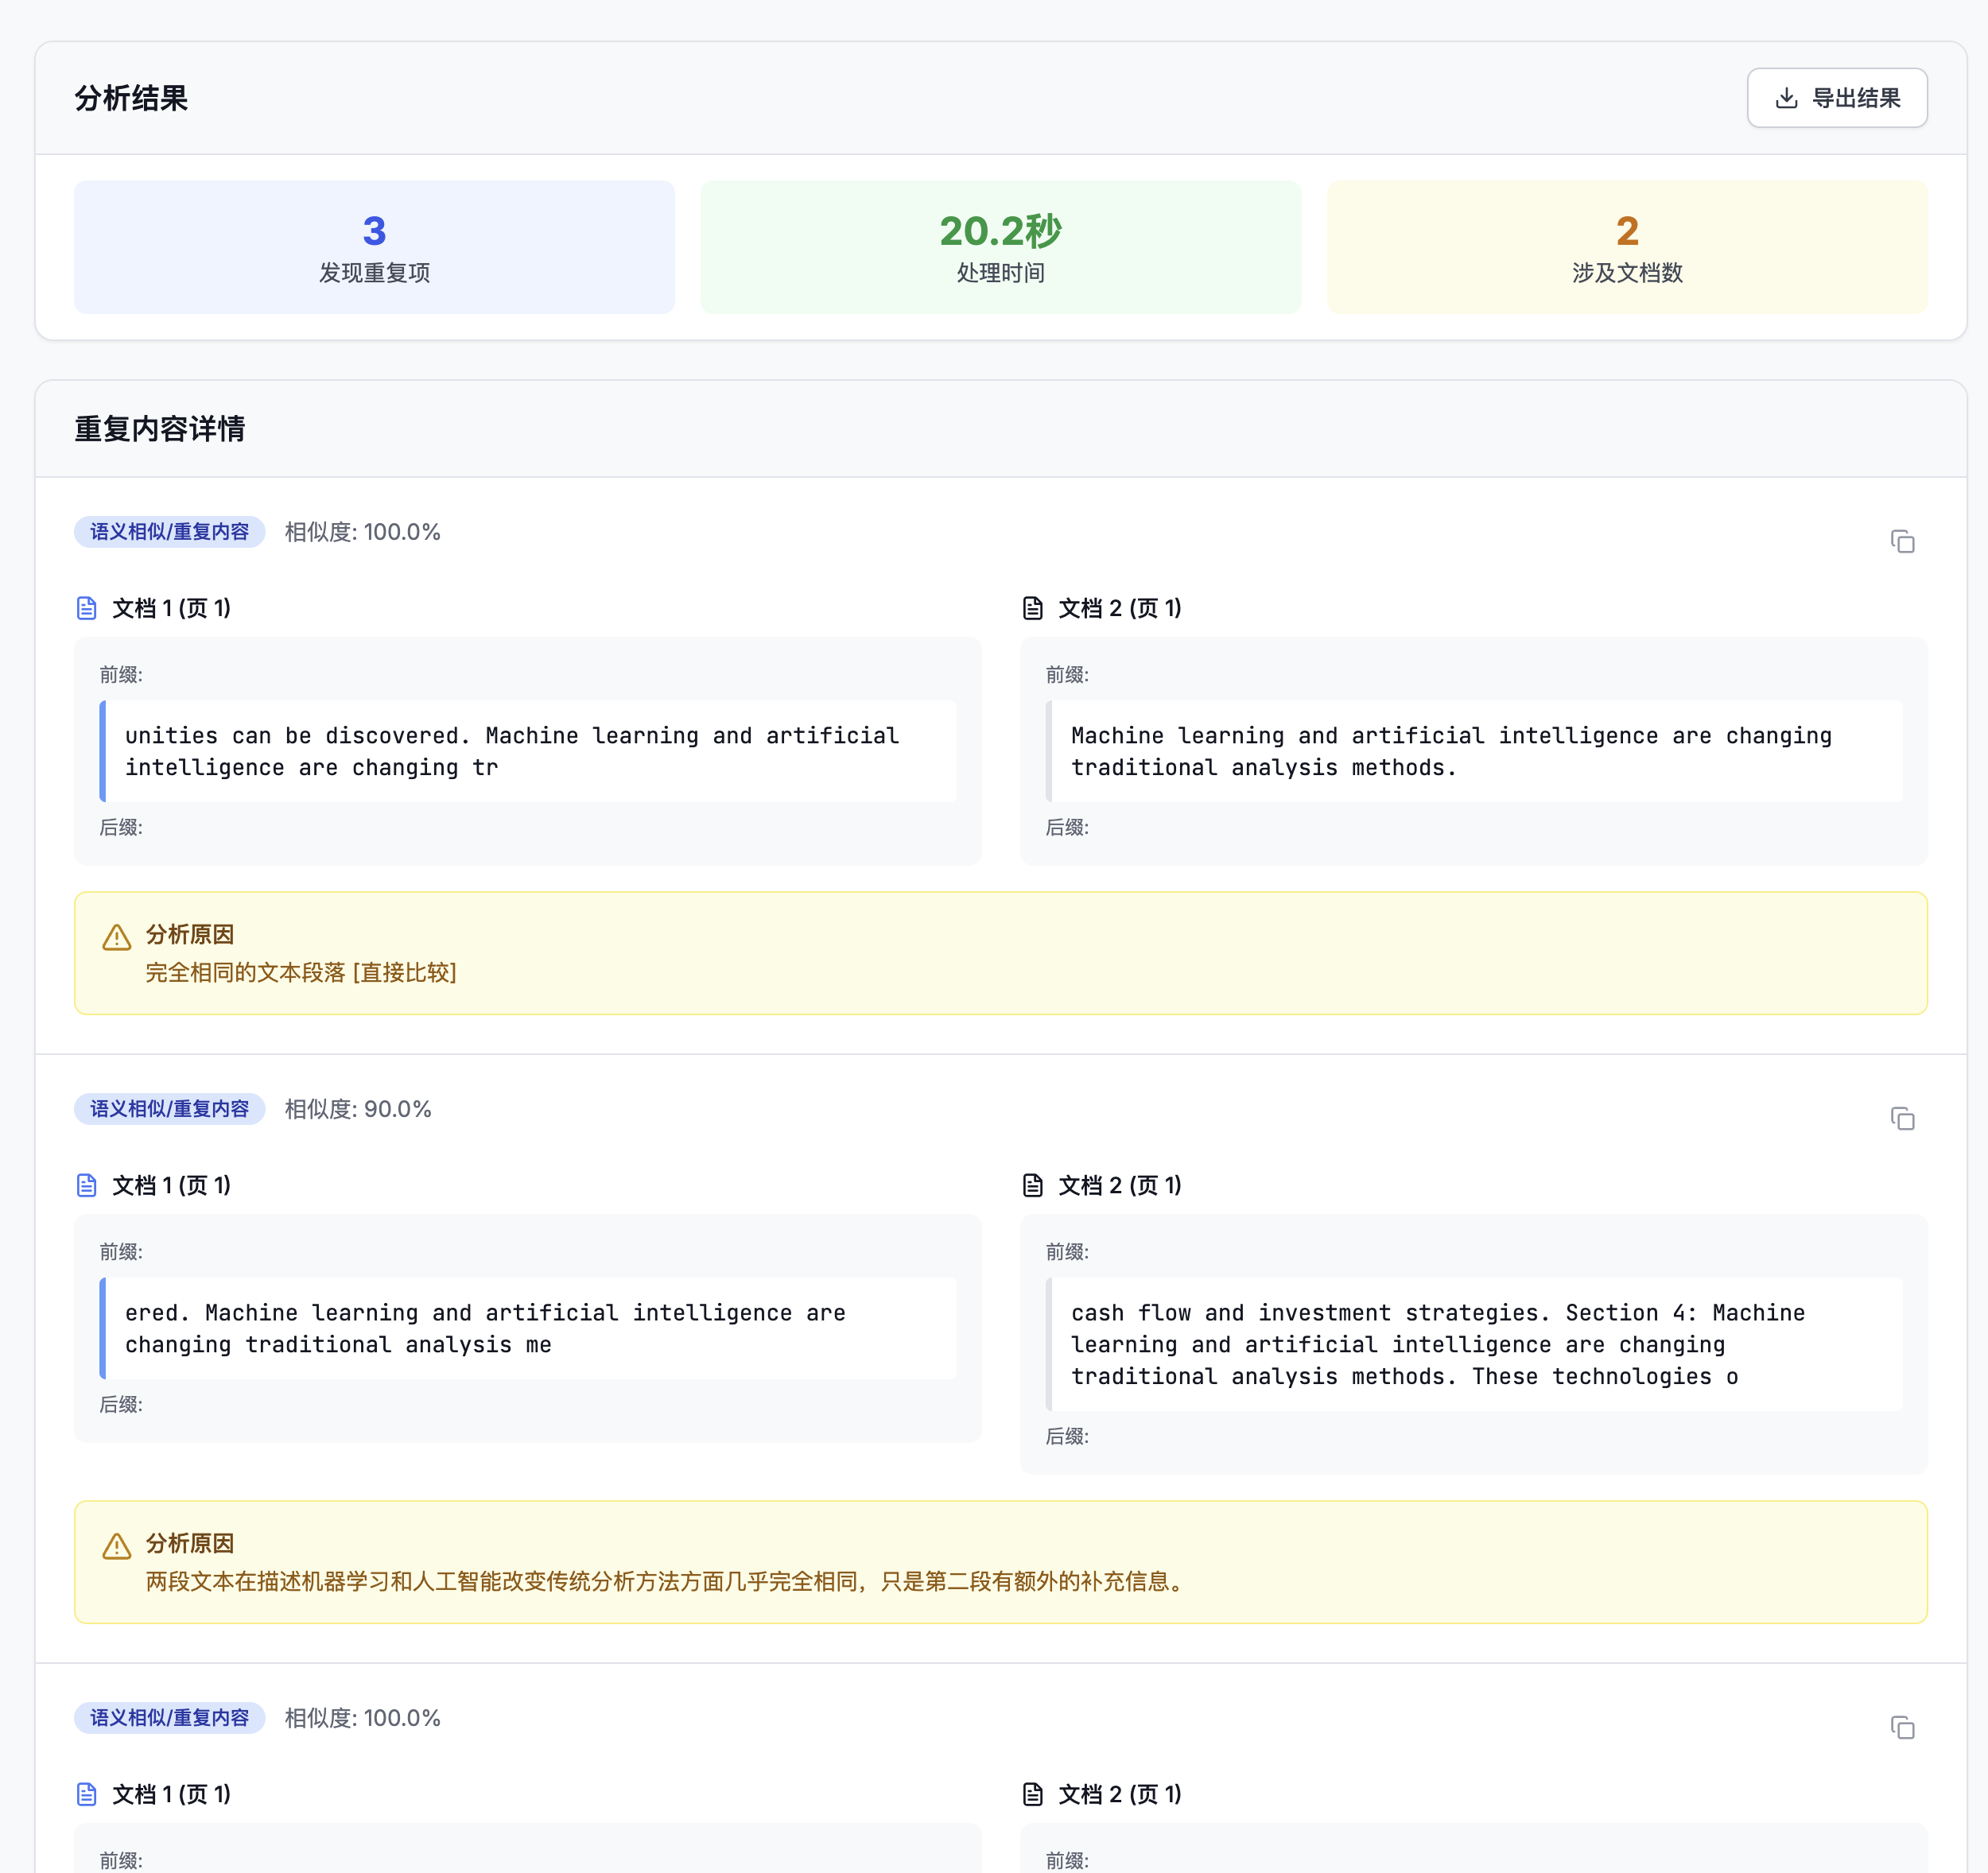 分析结果
导出结果
3
发现重复项
20.2秒
处理时间
2
涉及文档数
重复内容详情
语义相似/重复内容 相似度: 100.0%
文档 1 (页 1)
前缀:
unities can be discovered. Machine learning and artificial
intelligence are changing tr
后缀:
文档 2 (页 1)
前缀:
Machine learning and artificial intelligence are changing
traditional analysis methods.
后缀:
分析原因
完全相同的文本段落 [直接比较]
语义相似/重复内容 相似度: 90.0%
文档 1 (页 1)
前缀:
ered. Machine learning and artificial intelligence are
changing traditional analysis me
后缀:
文档 2 (页 1)
前缀:
cash flow and investment strategies. Section 4: Machine
learning and artificial intelligence are changing
traditional analysis methods. These technologies o
后缀:
分析原因
两段文本在描述机器学习和人工智能改变传统分析方法方面几乎完全相同，只是第二段有额外的补充信息。
语义相似/重复内容 相似度: 100.0%
文档 1 (页 1)
前缀:
文档 2 (页 1)
前缀: